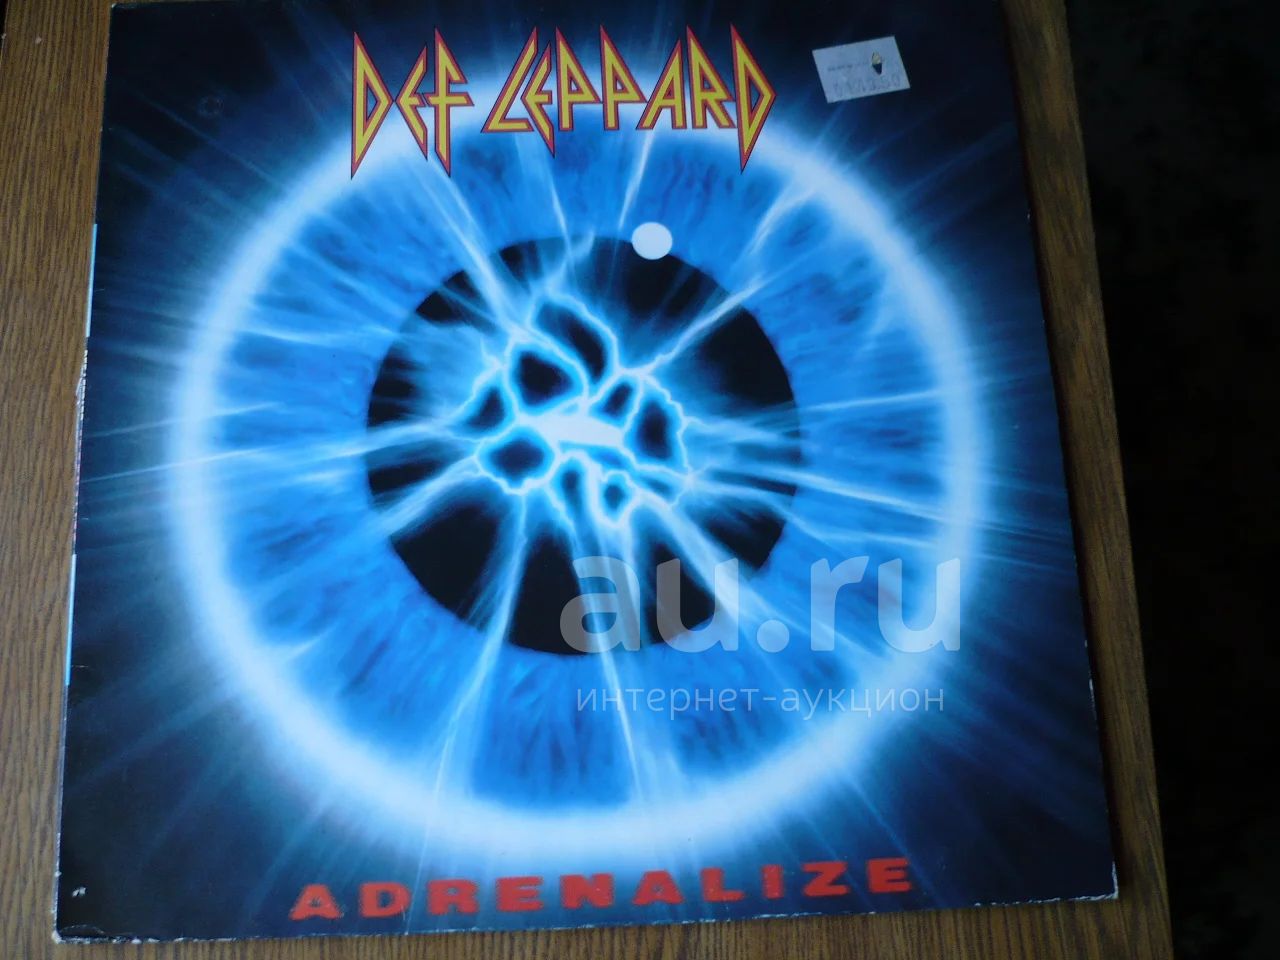 DEF LEPPARD
au.ru
интернет-аукцион
ADRENALIZE